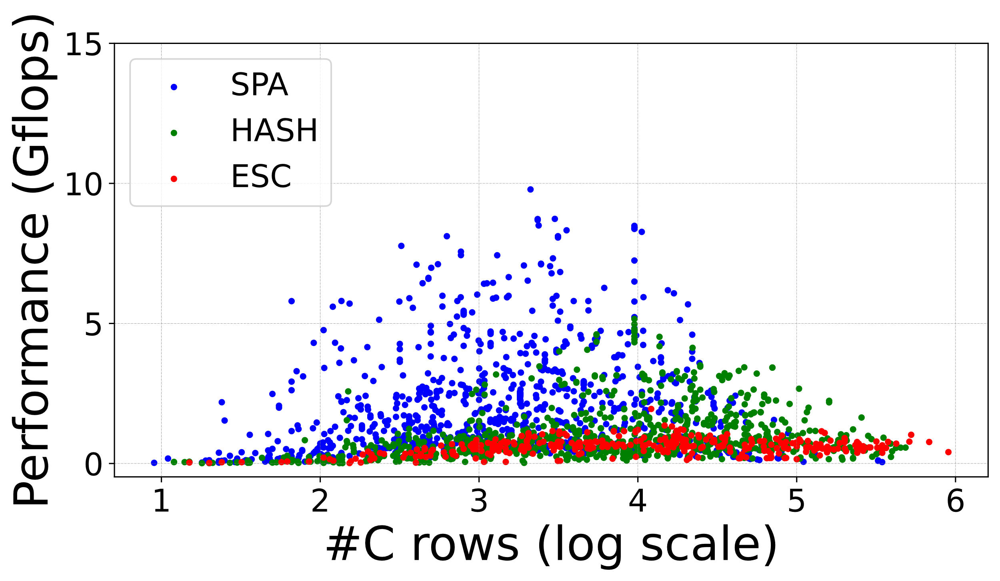 Performance (Gflops)
15
10
5
0
SPA
HASH
ESC
1 2 3 4 5 6
#C rows (log scale)